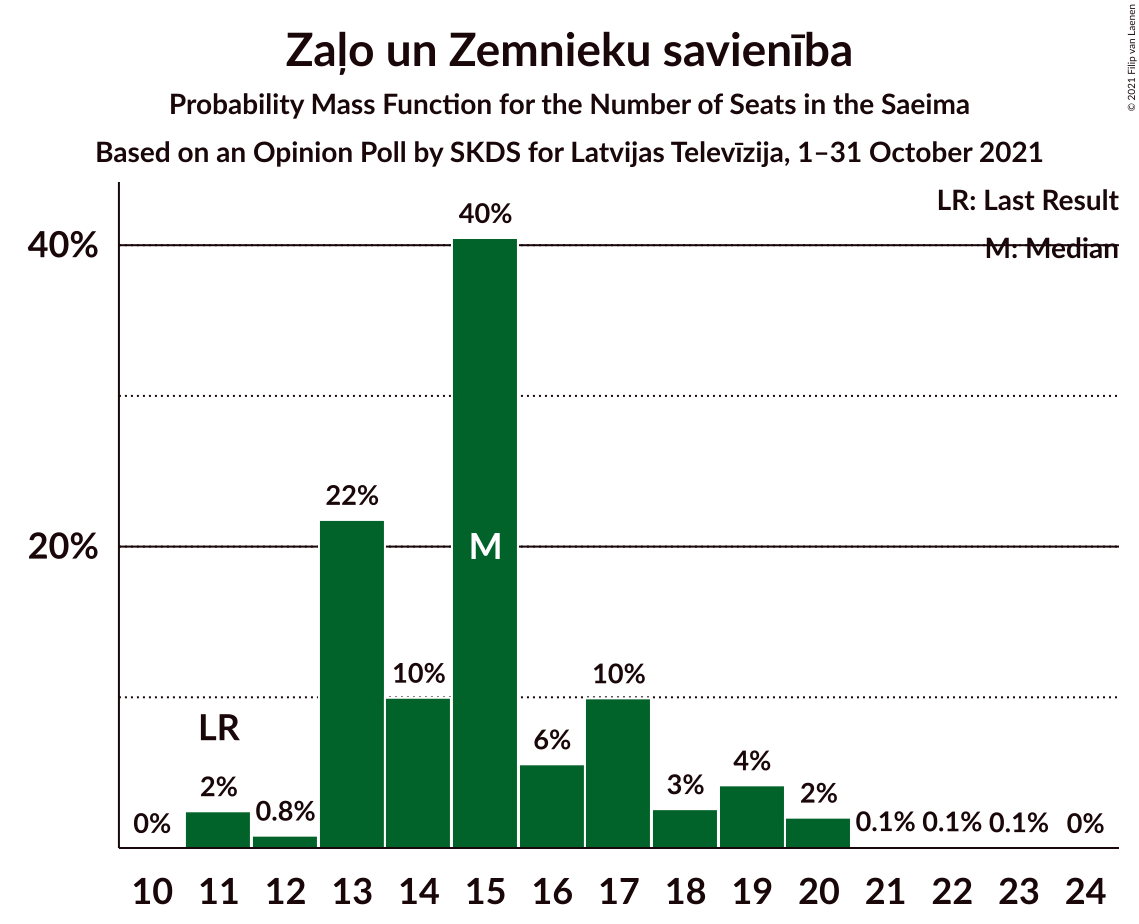 Zaļo un Zemnieku savienība
Probability Mass Function for the Number of Seats in the Saeima
Based on an Opinion Poll by SKDS for Latvijas Televīzija, 1–31 October 2021
© 2021 Filip van Laenen
LR: Last Result
M: Median
40%
20%
0% 2% 0.8% 22% 10% 40% 6% 10% 3% 4% 2% 0.1% 0.1% 0.1% 0%
LR
M
10 11 12 13 14 15 16 17 18 19 20 21 22 23 24